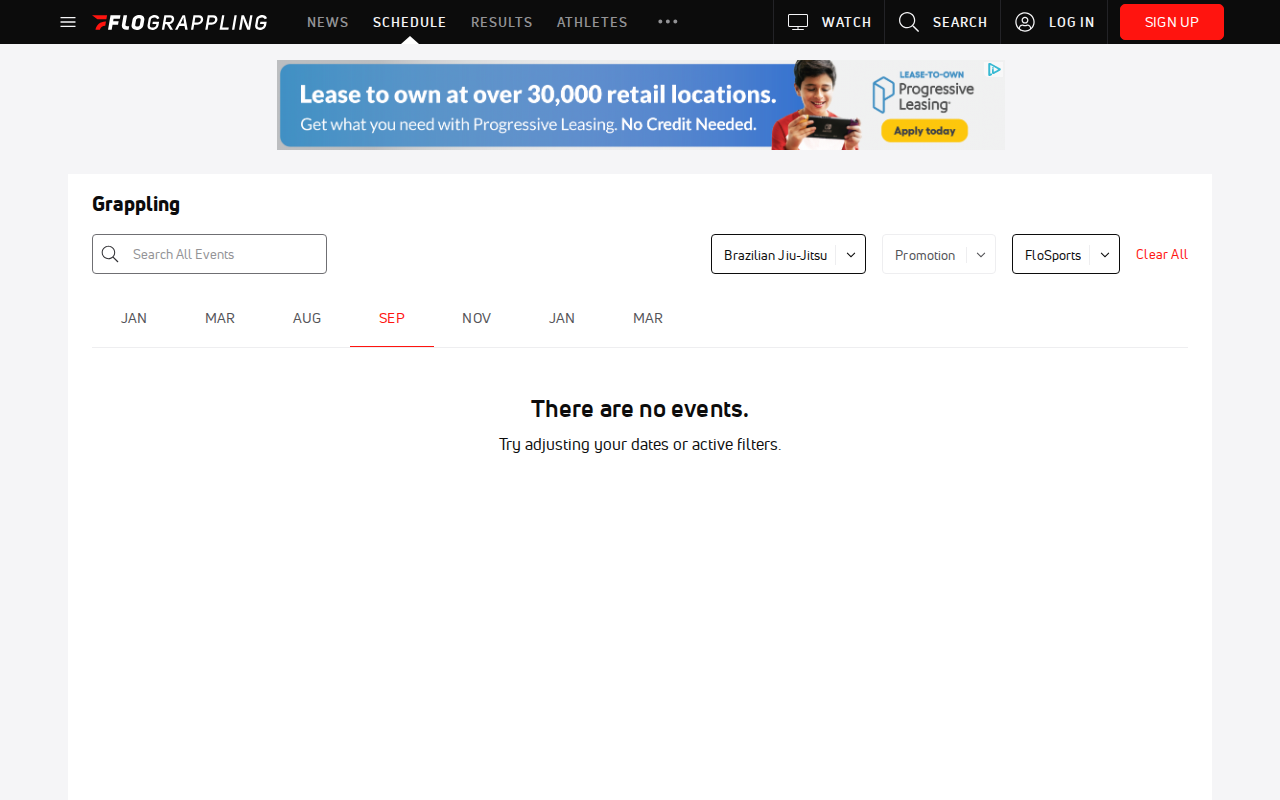 FLOGRAPPLING NEWS SCHEDULE RESULTS ATHLETES WATCH SEARCH LOG IN SIGN UP
Lease to own at over 30,000 retail locations.
Get what you need with Progressive Leasing. No Credit Needed.
LEASE-TO-OWN
Progressive
Leasing
Apply today
Grappling
Search All Events
Brazilian Jiu-Jitsu Promotion FloSports Clear All
JAN MAR AUG SEP NOV JAN MAR
There are no events.
Try adjusting your dates or active filters.